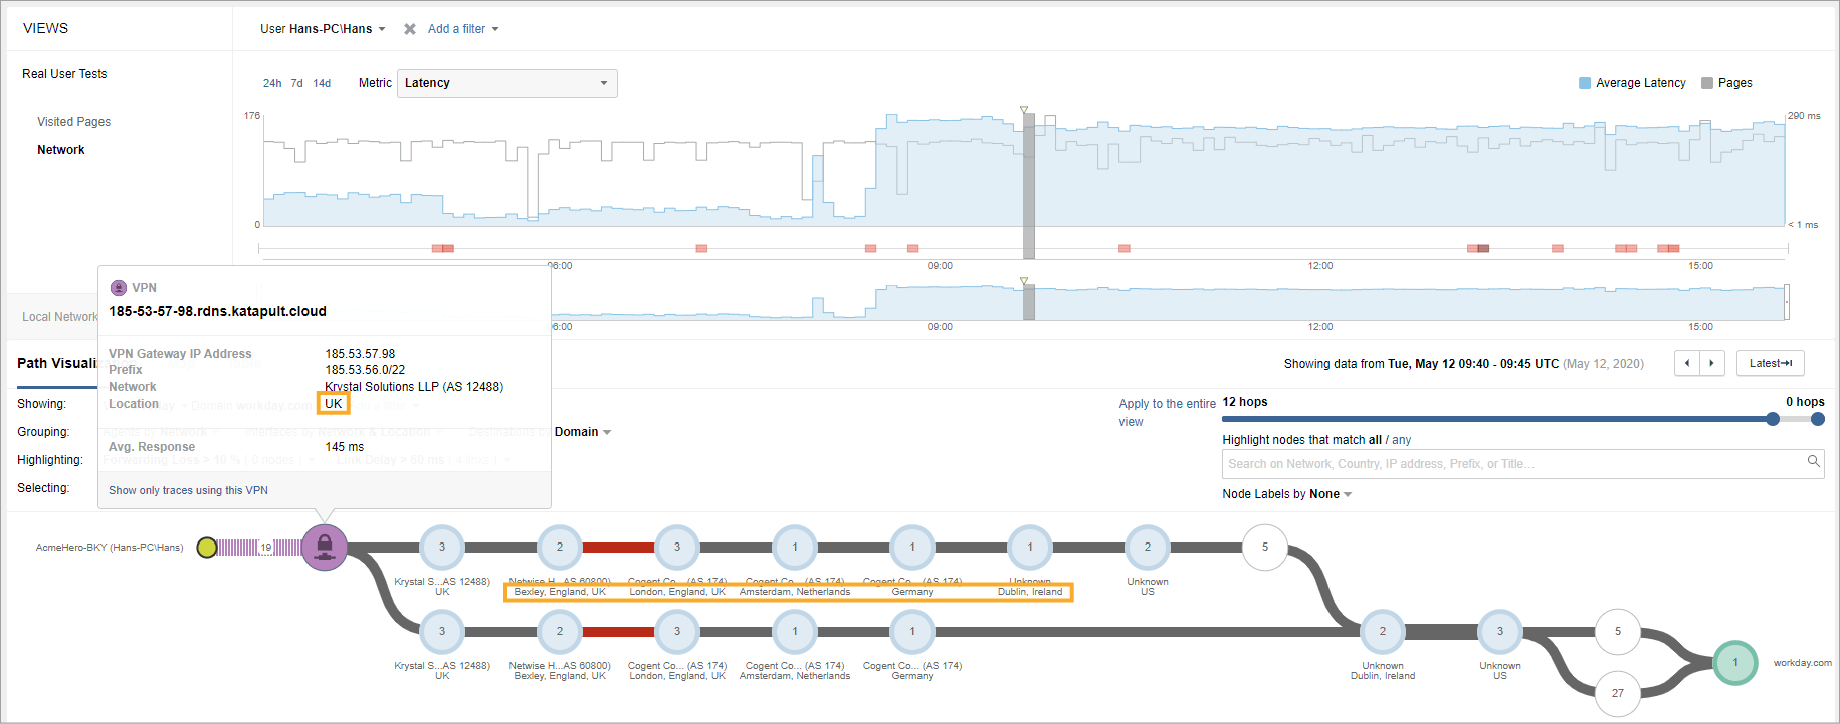 VIEWS
User Hans-PC\Hans
Add a filter
Real User Tests
Visited Pages
Network
24h 7d 14d
Metric Latency
Average Latency Pages
176
290 ms
0
< 1 ms
06:00 09:00 12:00 15:00
06:00 09:00 12:00 15:00
Local Network
VPN
185-53-57-98.rdns.katapult.cloud
VPN Gateway IP Address 185.53.57.98
Prefix 185.53.56.0/22
Network Krystal Solutions LLP (AS 12488)
Location UK
Avg. Response 145 ms
Show only traces using this VPN
Path Visualiz
Showing data from Tue, May 12 09:40 - 09:45 UTC (May 12, 2020)
Latest
Showing:
Grouping: Domain
Highlighting:
Selecting:
Apply to the entire view
12 hops 0 hops
Highlight nodes that match all / any
Search on Network, Country, IP address, Prefix, or Title...
Node Labels by None
AcmeHero-BKY (Hans-PC\Hans) 19 3 2 3 1 1 1 2 5
Krystal S...AS 12488) Netwise H...AS 60800) Cogent Co... (AS 174) Cogent Co... (AS 174) Cogent Co... (AS 174) Unknown Unknown
UK Bexley, England, UK London, England, UK Amsterdam, Netherlands Germany Dublin, Ireland US
3 2 3 1 1 2 3 5
Krystal S...AS 12488) Netwise H...AS 60800) Cogent Co... (AS 174) Cogent Co... (AS 174) Cogent Co... (AS 174) Unknown Unknown
UK Bexley, England, UK London, England, UK Amsterdam, Netherlands Germany Dublin, Ireland US
1 workday.com
27